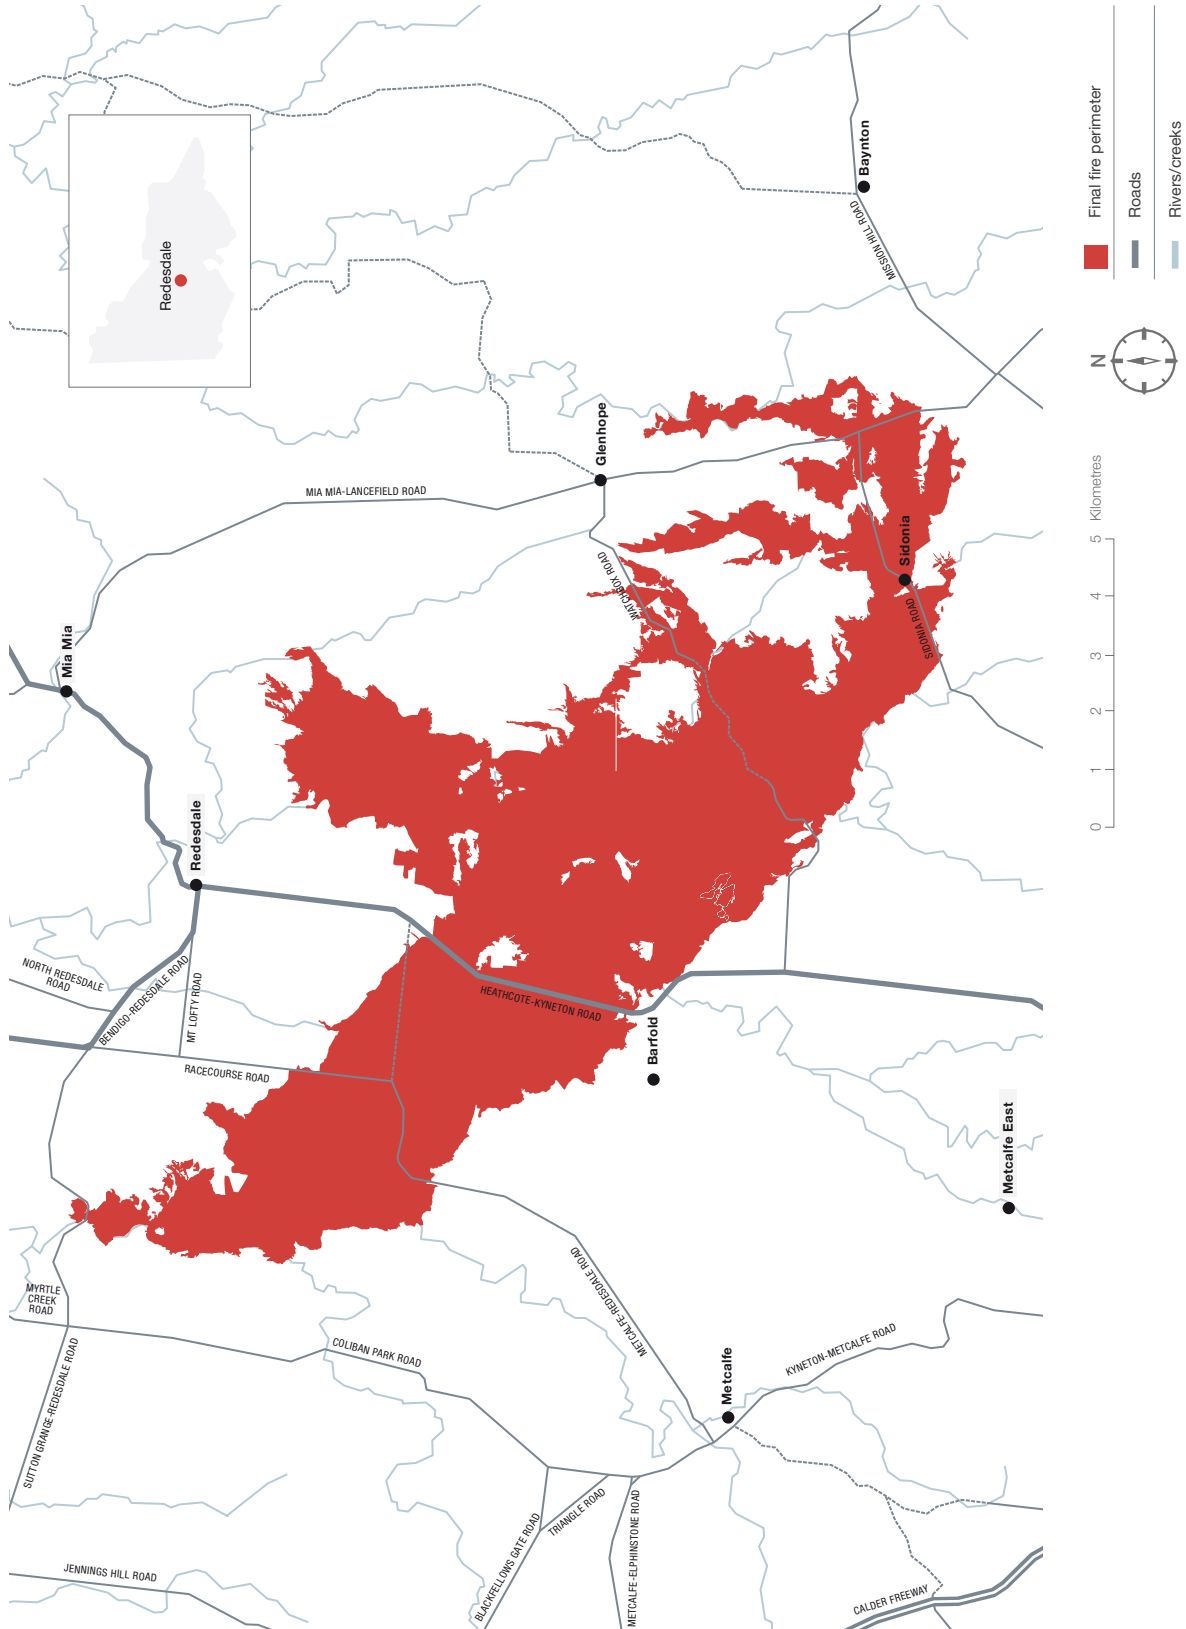 Redesdale
Mia Mia
MIA MIA-LANCEFIELD ROAD
Glenhope
Baynton
MISSION HILL ROAD
WATCHBOX ROAD
Sidonia
SIDONIA ROAD
Redesdale
NORTH REDESDALE
ROAD
BENDIGO-REDESDALE ROAD
MT LOFTY ROAD
RACECOURSE ROAD
HEATHCOTE-KYNETON ROAD
Barfold
Metcalfe East
MYRTLE
CREEK
ROAD
SUTTON GRANGE-REDESDALE ROAD
COLIBAN PARK ROAD
METCALFE-REDESDALE ROAD
Metcalfe
KYNETON-METCALFE ROAD
JENNINGS HILL ROAD
BLACKFELLOWS GATE ROAD
TRIANGLE ROAD
METCALFE-ELPHINSTONE ROAD
CALDER FREEWAY
0 1 2 3 4 5 Kilometres
N
Final fire perimeter
Roads
Rivers/creeks